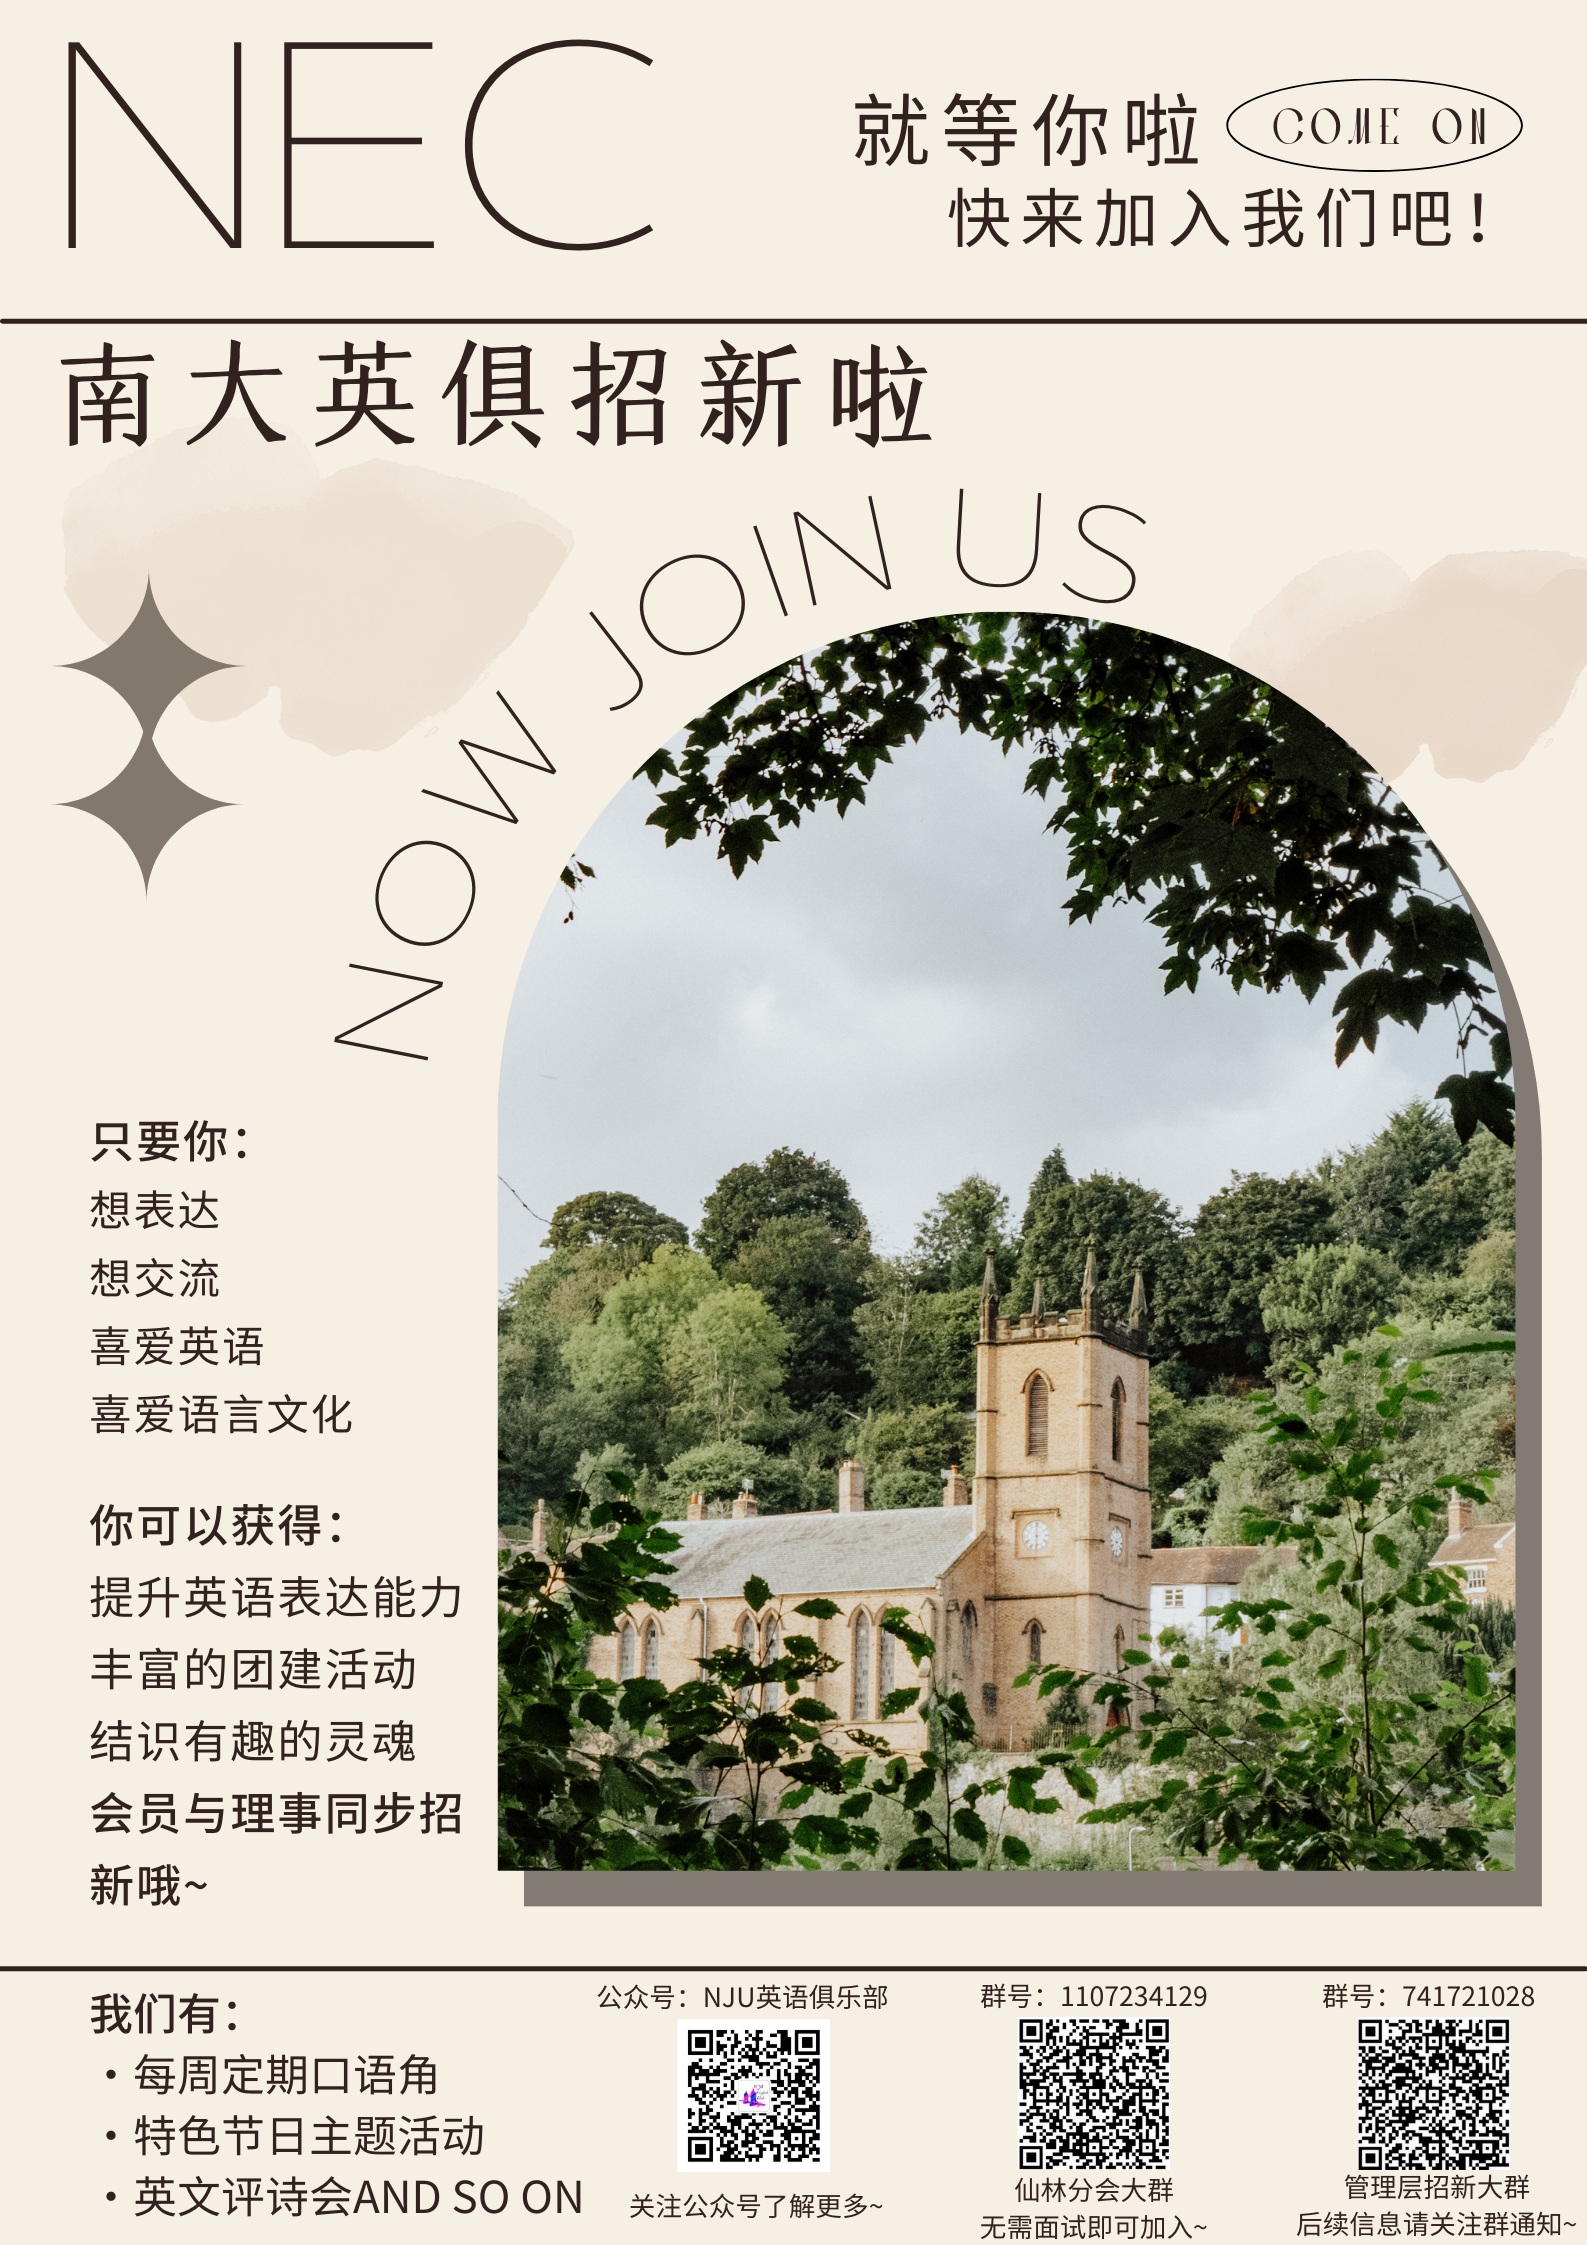 NEC
就等你啦 COME ON
快来加入我们吧！
南大英俱招新啦
NOW JOIN US
只要你：
想表达
想交流
喜爱英语
喜爱语言文化
你可以获得：
提升英语表达能力
丰富的团建活动
结识有趣的灵魂
会员与理事同步招
新哦~
我们有：
·每周定期口语角
·特色节日主题活动
·英文评诗会AND SO ON
公众号：NJU英语俱乐部
关注公众号了解更多~
群号：1107234129
仙林分会大群
无需面试即可加入~
群号：741721028
管理层招新大群
后续信息请关注群通知~